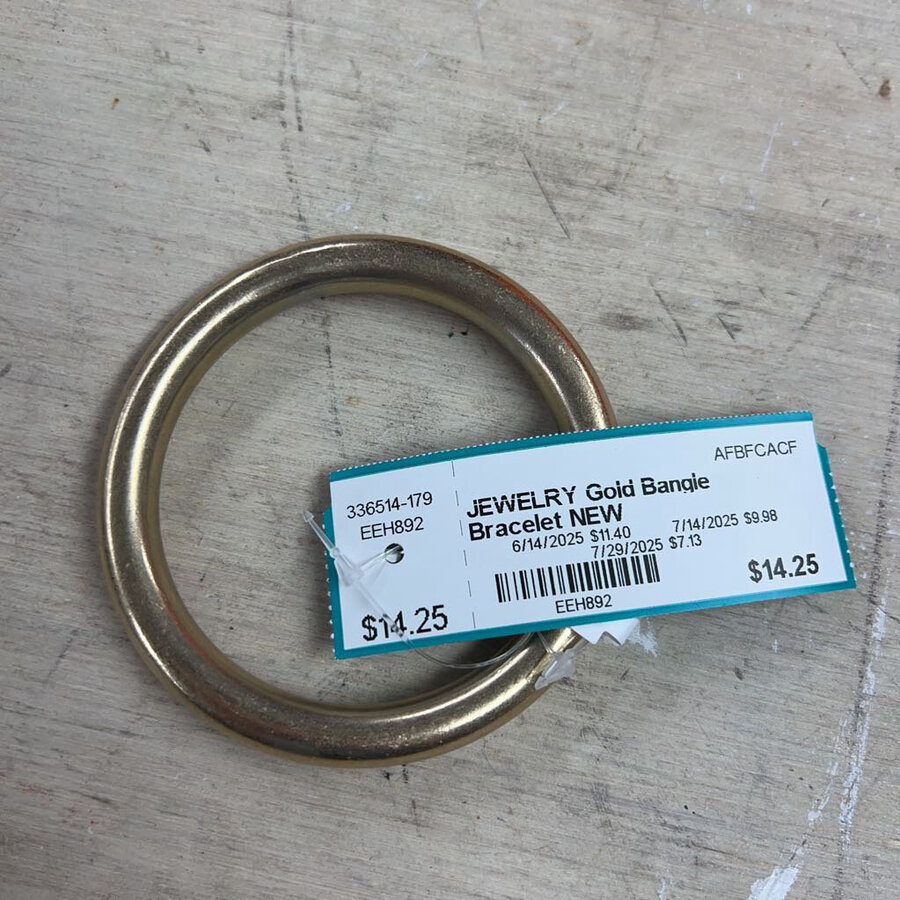 336514-179
EEH892
$14.25
AFBFCACF
JEWELRY Gold Bangle
Bracelet NEW
6/14/2025 $11.40 7/14/2025 $9.98
7/29/2025 $7.13
EEH892
$14.25